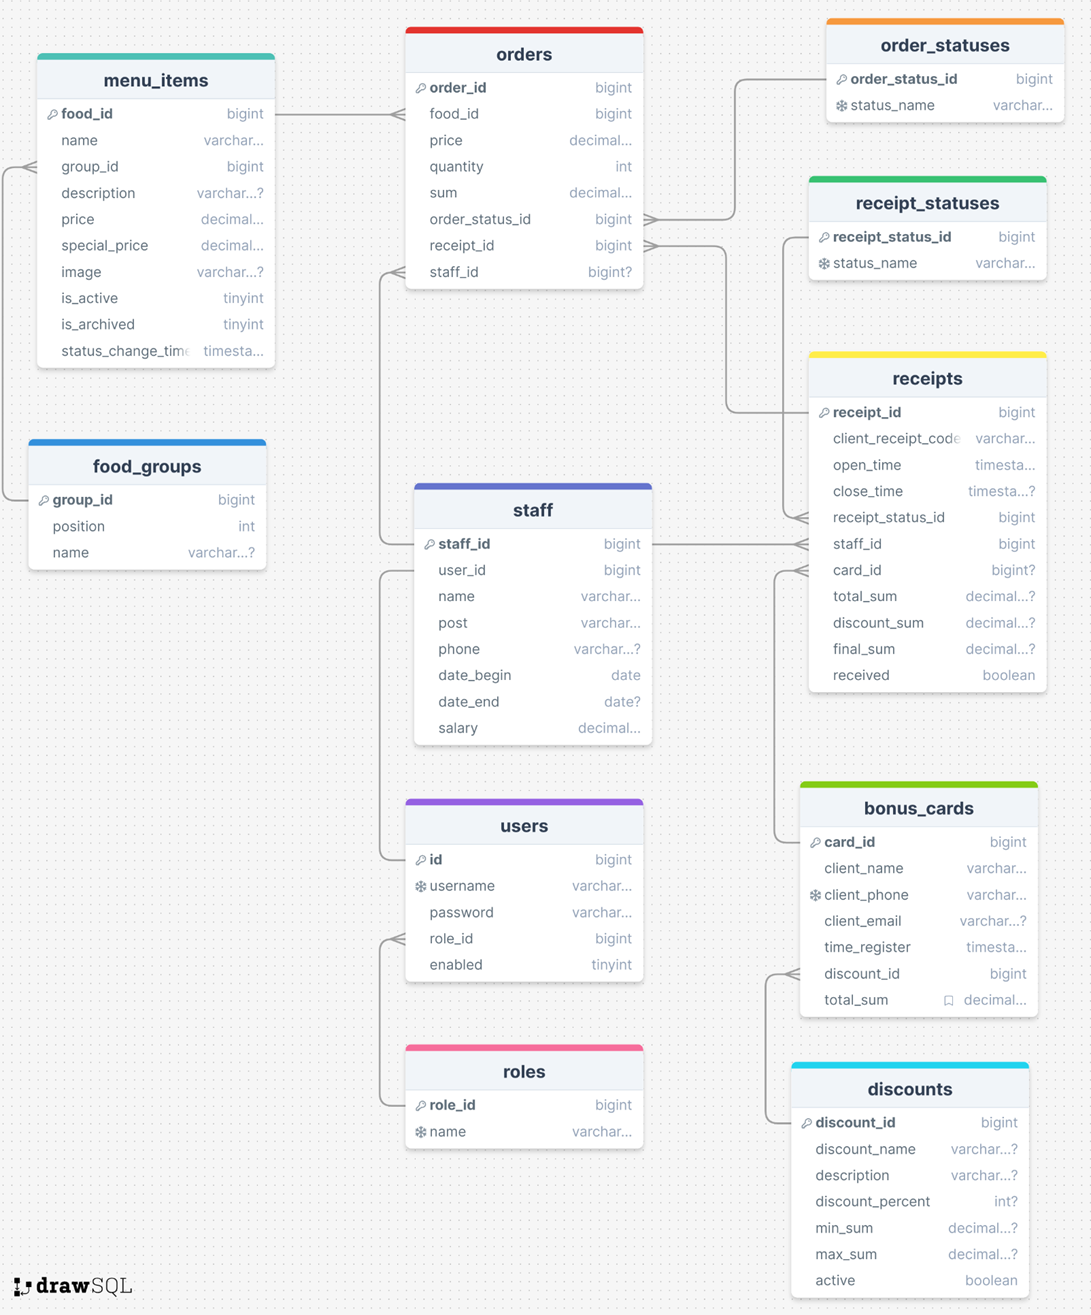 menu_items
food_id bigint
name varchar...
group_id bigint
description varchar...?
price decimal...
special_price decimal...
image varchar...?
is_active tinyint
is_archived tinyint
status_change_time timesta...
food_groups
group_id bigint
position int
name varchar...?
orders
order_id bigint
food_id bigint
price decimal...
quantity int
sum decimal...
order_status_id bigint
receipt_id bigint
staff_id bigint?
staff
staff_id bigint
user_id bigint
name varchar...
post varchar...
phone varchar...?
date_begin date
date_end date?
salary decimal...
users
id bigint
username varchar...
password varchar...
role_id bigint
enabled tinyint
roles
role_id bigint
name varchar...
order_statuses
order_status_id bigint
status_name varchar...
receipt_statuses
receipt_status_id bigint
status_name varchar...
receipts
receipt_id bigint
client_receipt_code varchar...
open_time timesta...
close_time timesta...?
receipt_status_id bigint
staff_id bigint
card_id bigint?
total_sum decimal...?
discount_sum decimal...?
final_sum decimal...?
received boolean
bonus_cards
card_id bigint
client_name varchar...
client_phone varchar...
client_email varchar...?
time_register timesta...
discount_id bigint
total_sum decimal...
discounts
discount_id bigint
discount_name varchar...?
description varchar...?
discount_percent int?
min_sum decimal...?
max_sum decimal...?
active boolean
drawSQL